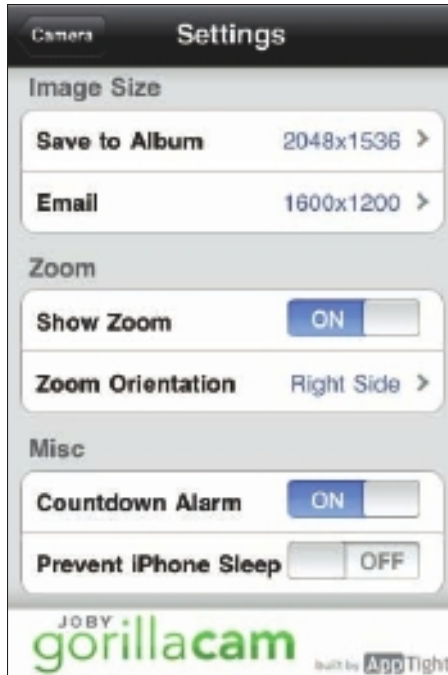 Camera
Settings
Image Size
Save to Album 2048x1536 >
Email 1600x1200 >
Zoom
Show Zoom ON
Zoom Orientation Right Side >
Misc
Countdown Alarm ON
Prevent iPhone Sleep OFF
JOBY
gorillacam
built by AppTight